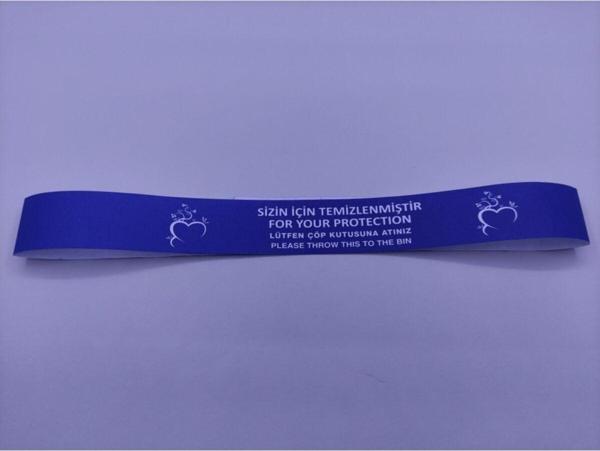 SİZİN İÇİN TEMİZLENMİŞTİR
FOR YOUR PROTECTION
LÜTFEN ÇÖP KUTUSUNA ATINIZ
PLEASE THROW THIS TO THE BIN